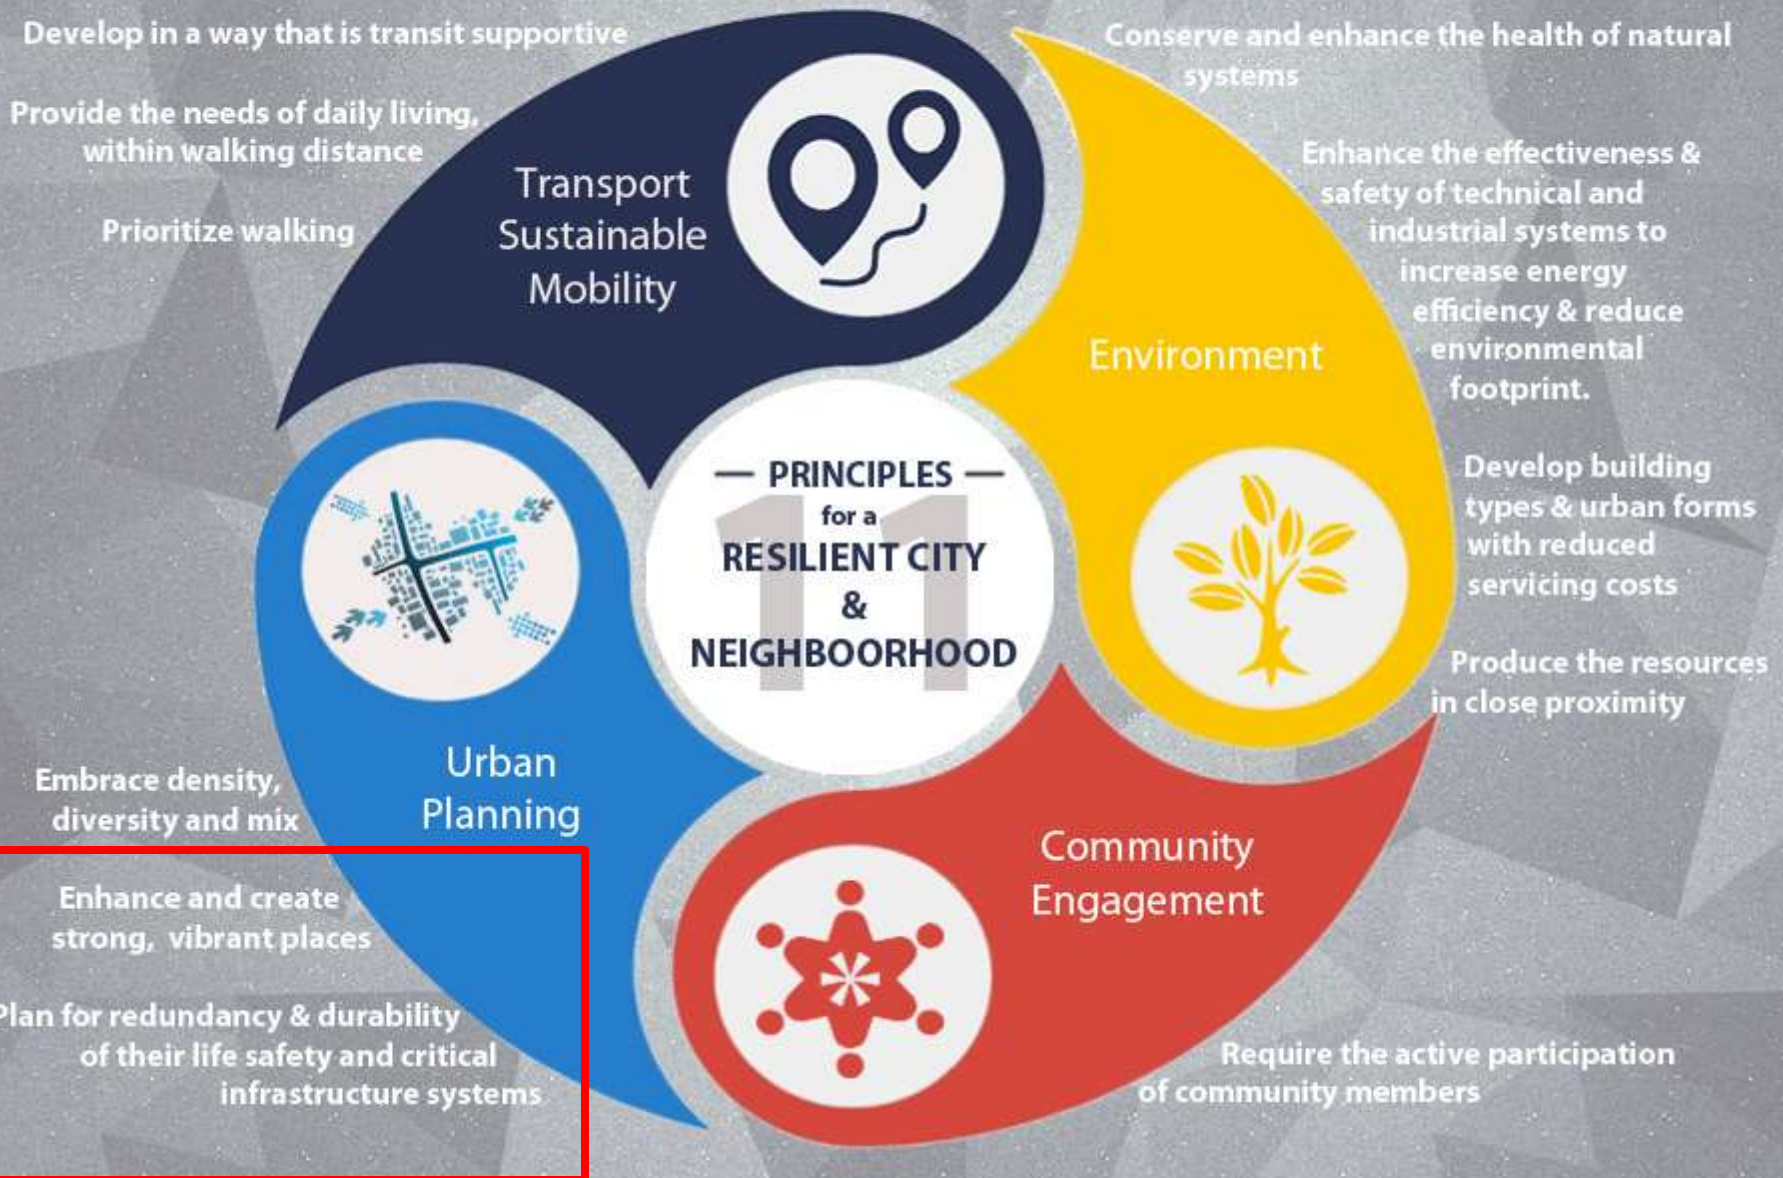 Develop in a way that is transit supportive
Provide the needs of daily living,
within walking distance
Prioritize walking
Transport
Sustainable
Mobility
Conserve and enhance the health of natural
systems
Enhance the effectiveness &
safety of technical and
industrial systems to
increase energy
efficiency & reduce
environmental
footprint.
Environment
Develop building
types & urban forms
with reduced
servicing costs
Produce the resources
in close proximity
11
— PRINCIPLES —
for a
RESILIENT CITY
&
NEIGHBOORHOOD
Urban
Planning
Embrace density,
diversity and mix
Enhance and create
strong, vibrant places
Plan for redundancy & durability
of their life safety and critical
infrastructure systems
Community
Engagement
Require the active participation
of community members